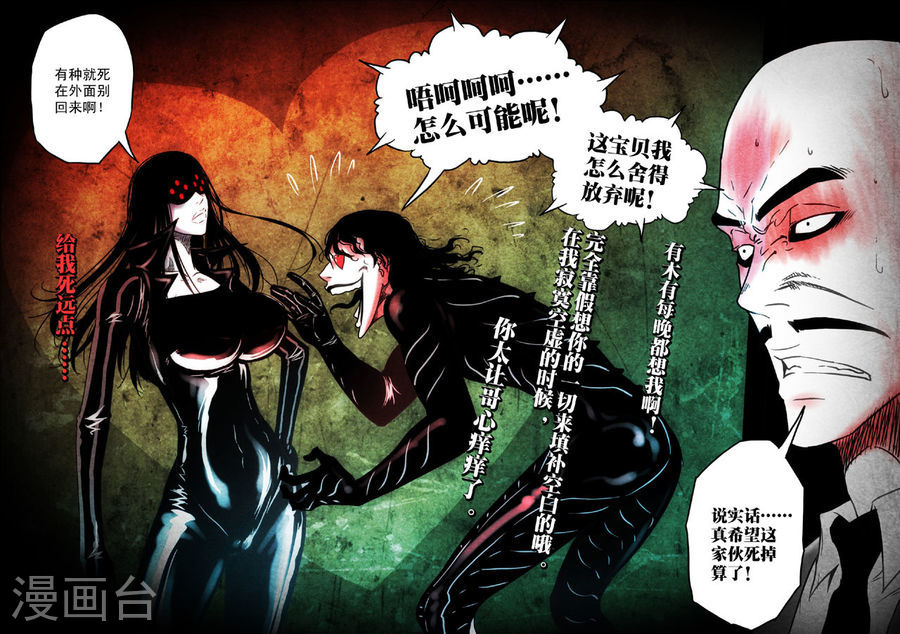 有种就死
在外面别
回来啊！
给我死远点……
唔呵呵呵……
怎么可能呢！
这宝贝我
怎么舍得
放弃呢！
有木有每晚都想我啊！
在我寂寞空虚的时候，
完全靠假想你的一切来填补空白的哦。
你太让哥心痒痒了。
说实话……
真希望这
家伙死掉
算了！
漫画台